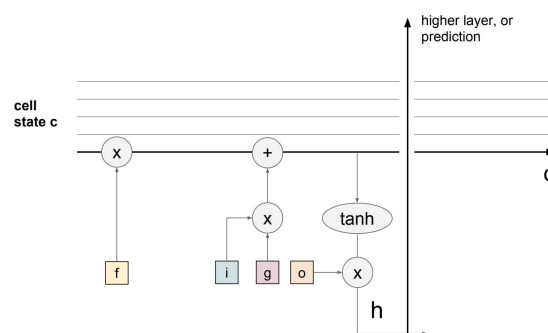 higher layer, or
prediction
cell
state c
x
+
x
tanh
f
i
g
o
x
h